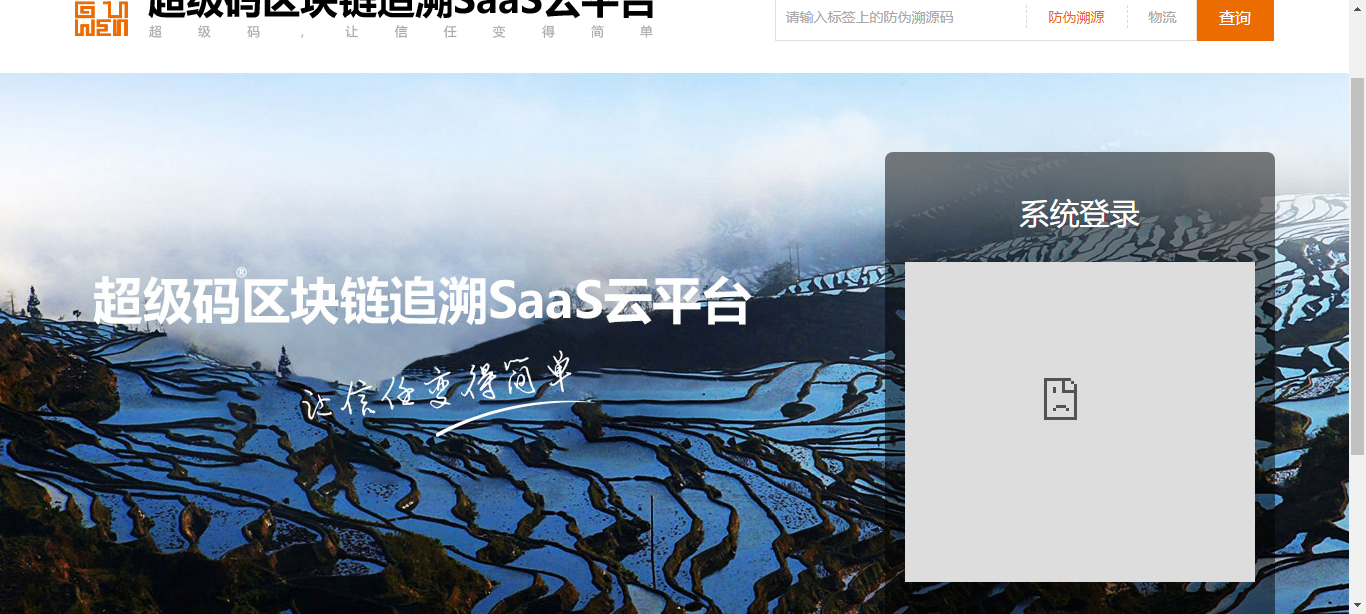 GU
WEN
超级码区块链追溯SaaS云平台
超级码，让信任变得简单
请输入标签上的防伪溯源码
防伪溯源
物流
查询
系统登录
超级码®区块链追溯SaaS云平台
让信任变得简单